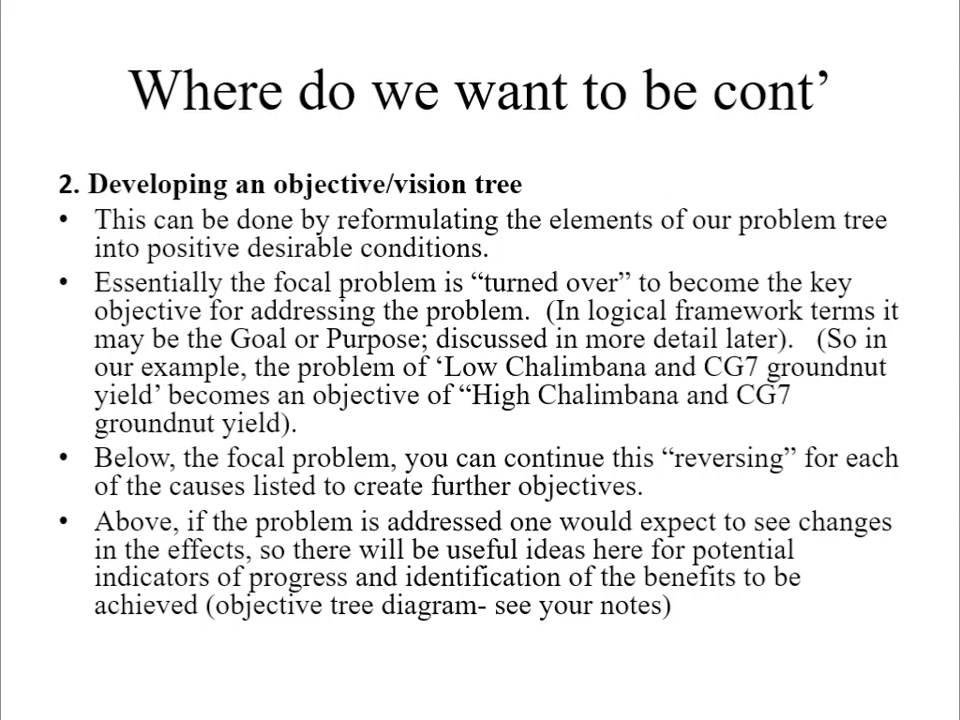 Where do we want to be cont’
2. Developing an objective/vision tree
• This can be done by reformulating the elements of our problem tree
into positive desirable conditions.
• Essentially the focal problem is “turned over” to become the key
objective for addressing the problem. (In logical framework terms it
may be the Goal or Purpose; discussed in more detail later). (So in
our example, the problem of ‘Low Chalimbana and CG7 groundnut
yield’ becomes an objective of “High Chalimbana and CG7
groundnut yield).
• Below, the focal problem, you can continue this “reversing” for each
of the causes listed to create further objectives.
• Above, if the problem is addressed one would expect to see changes
in the effects, so there will be useful ideas here for potential
indicators of progress and identification of the benefits to be
achieved (objective tree diagram- see your notes)